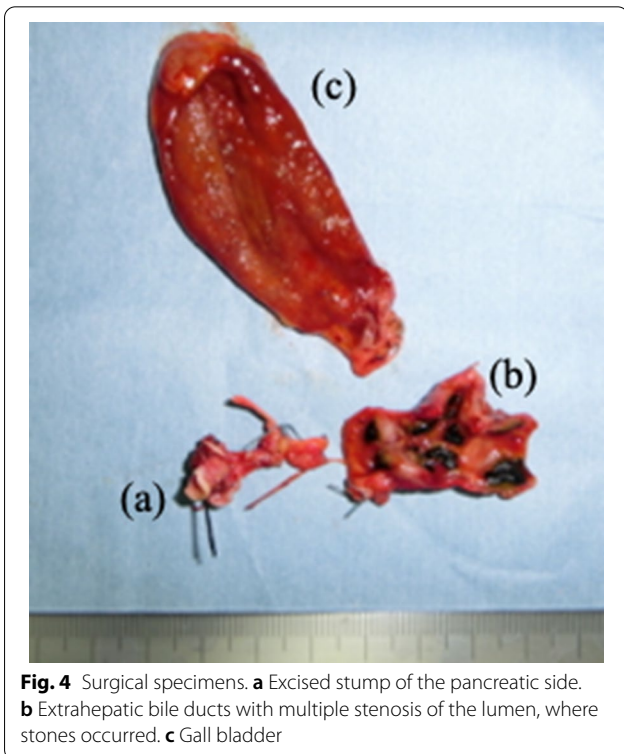 (c)
(b)
(a)
Fig. 4 Surgical specimens. a Excised stump of the pancreatic side.
b Extrahepatic bile ducts with multiple stenosis of the lumen, where
stones occurred. c Gall bladder